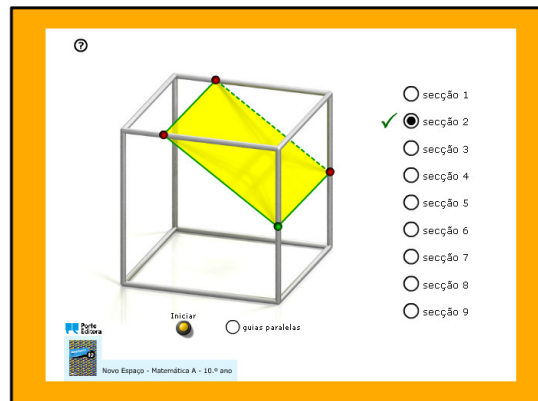 ?
secção 1
secção 2
secção 3
secção 4
secção 5
secção 6
secção 7
secção 8
secção 9
Iniciar
guias paralelas
Porto
Editora
Novo Espaço - Matemática A - 10.º ano